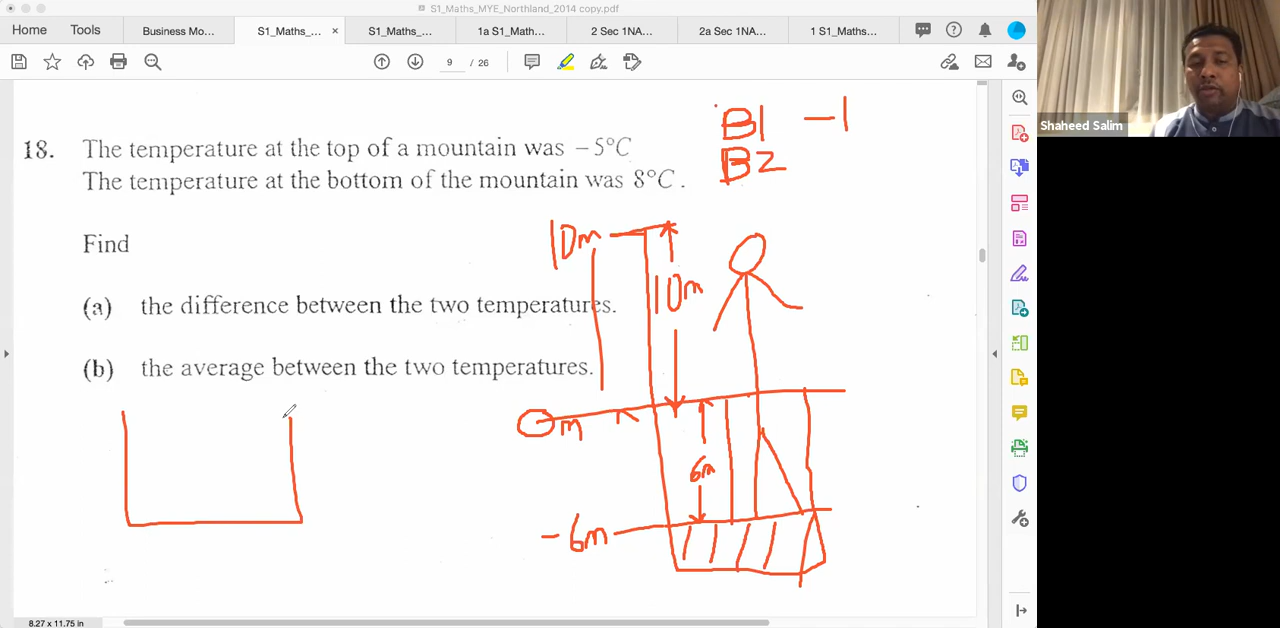 S1_Maths_MYE_Northland_2014 copy.pdf
Home Tools Business Mo... S1_Maths_... × S1_Maths_... 1a S1_Math... 2 Sec 1NA... 2a Sec 1NA... 1 S1_Maths...
9 / 26
Shaheed Salim
B1 -1
18. The temperature at the top of a mountain was -5°C
B2
The temperature at the bottom of the mountain was 8°C.
Find
10m
10m
(a) the difference between the two temperatures.
(b) the average between the two temperatures.
0m
6m
-6m
8.27 x 11.75 in